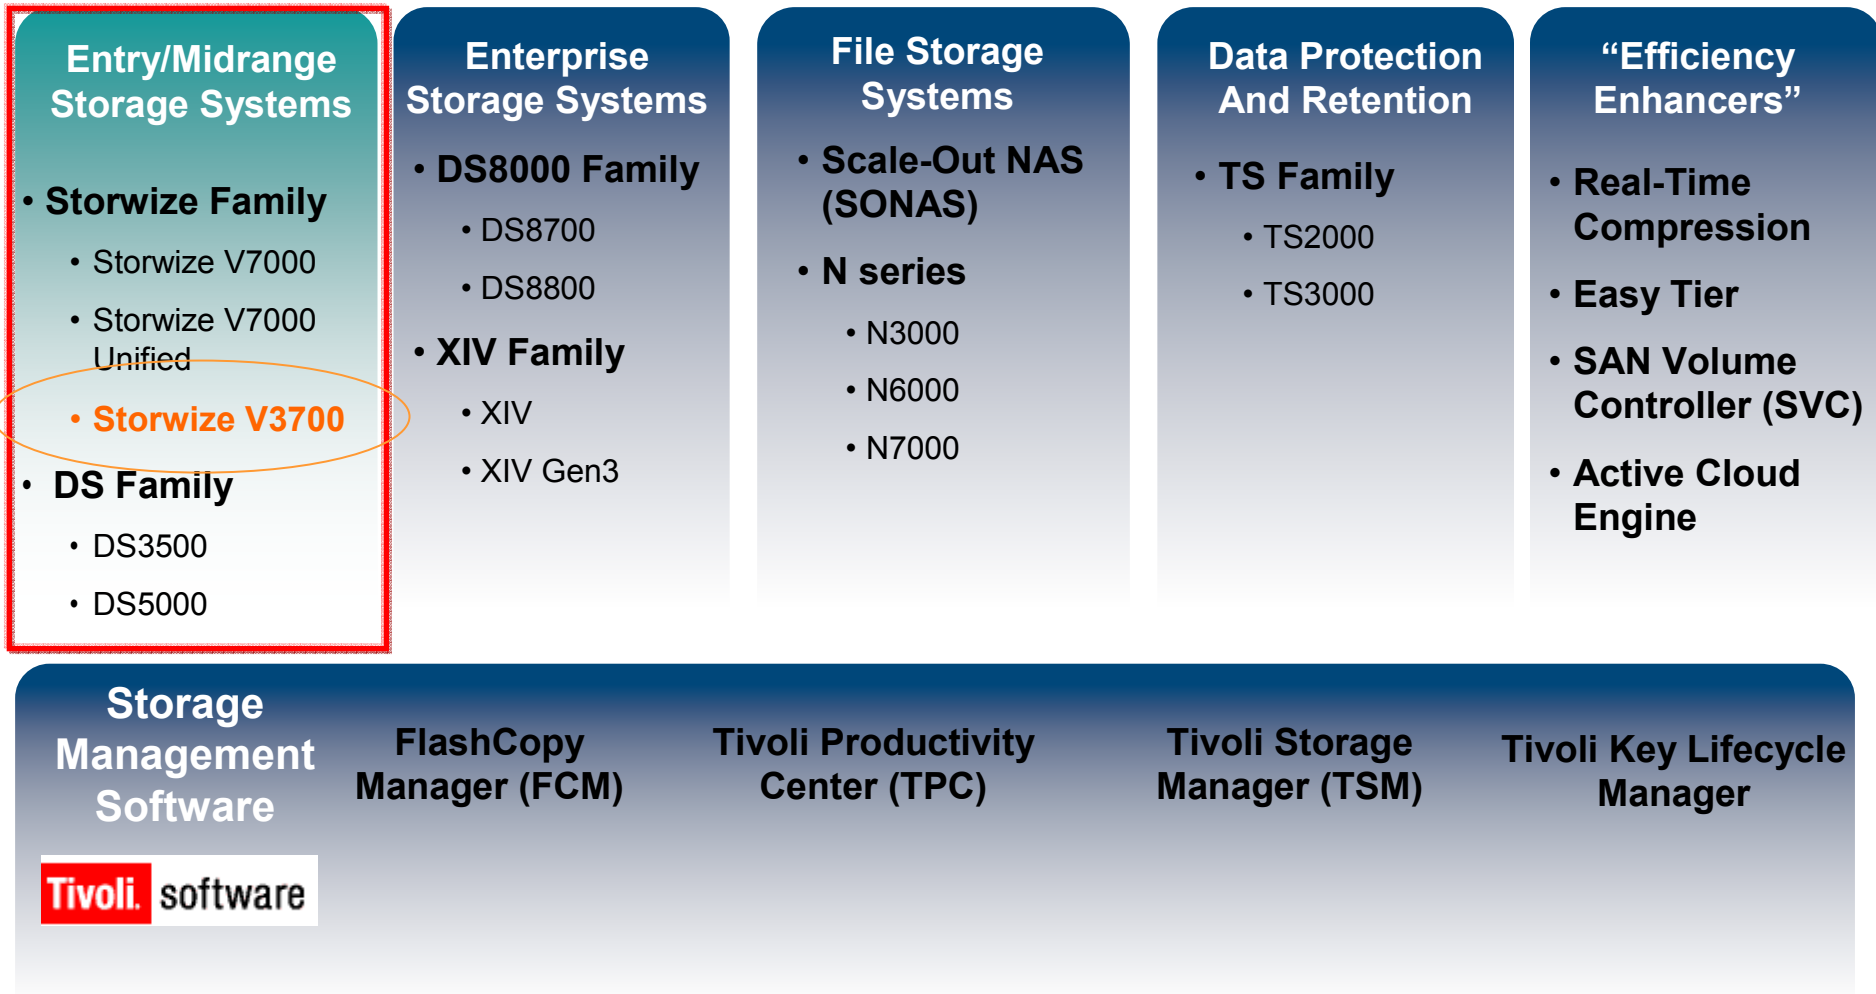 Entry/Midrange
Storage Systems
• Storwize Family
• Storwize V7000
• Storwize V7000
Unified
• Storwize V3700
• DS Family
• DS3500
• DS5000
Enterprise
Storage Systems
• DS8000 Family
• DS8700
• DS8800
• XIV Family
• XIV
• XIV Gen3
File Storage
Systems
• Scale-Out NAS
(SONAS)
• N series
• N3000
• N6000
• N7000
Data Protection
And Retention
• TS Family
• TS2000
• TS3000
“Efficiency
Enhancers”
• Real-Time
Compression
• Easy Tier
• SAN Volume
Controller (SVC)
• Active Cloud
Engine
Storage
Management
Software
Tivoli. software
FlashCopy
Manager (FCM)
Tivoli Productivity
Center (TPC)
Tivoli Storage
Manager (TSM)
Tivoli Key Lifecycle
Manager